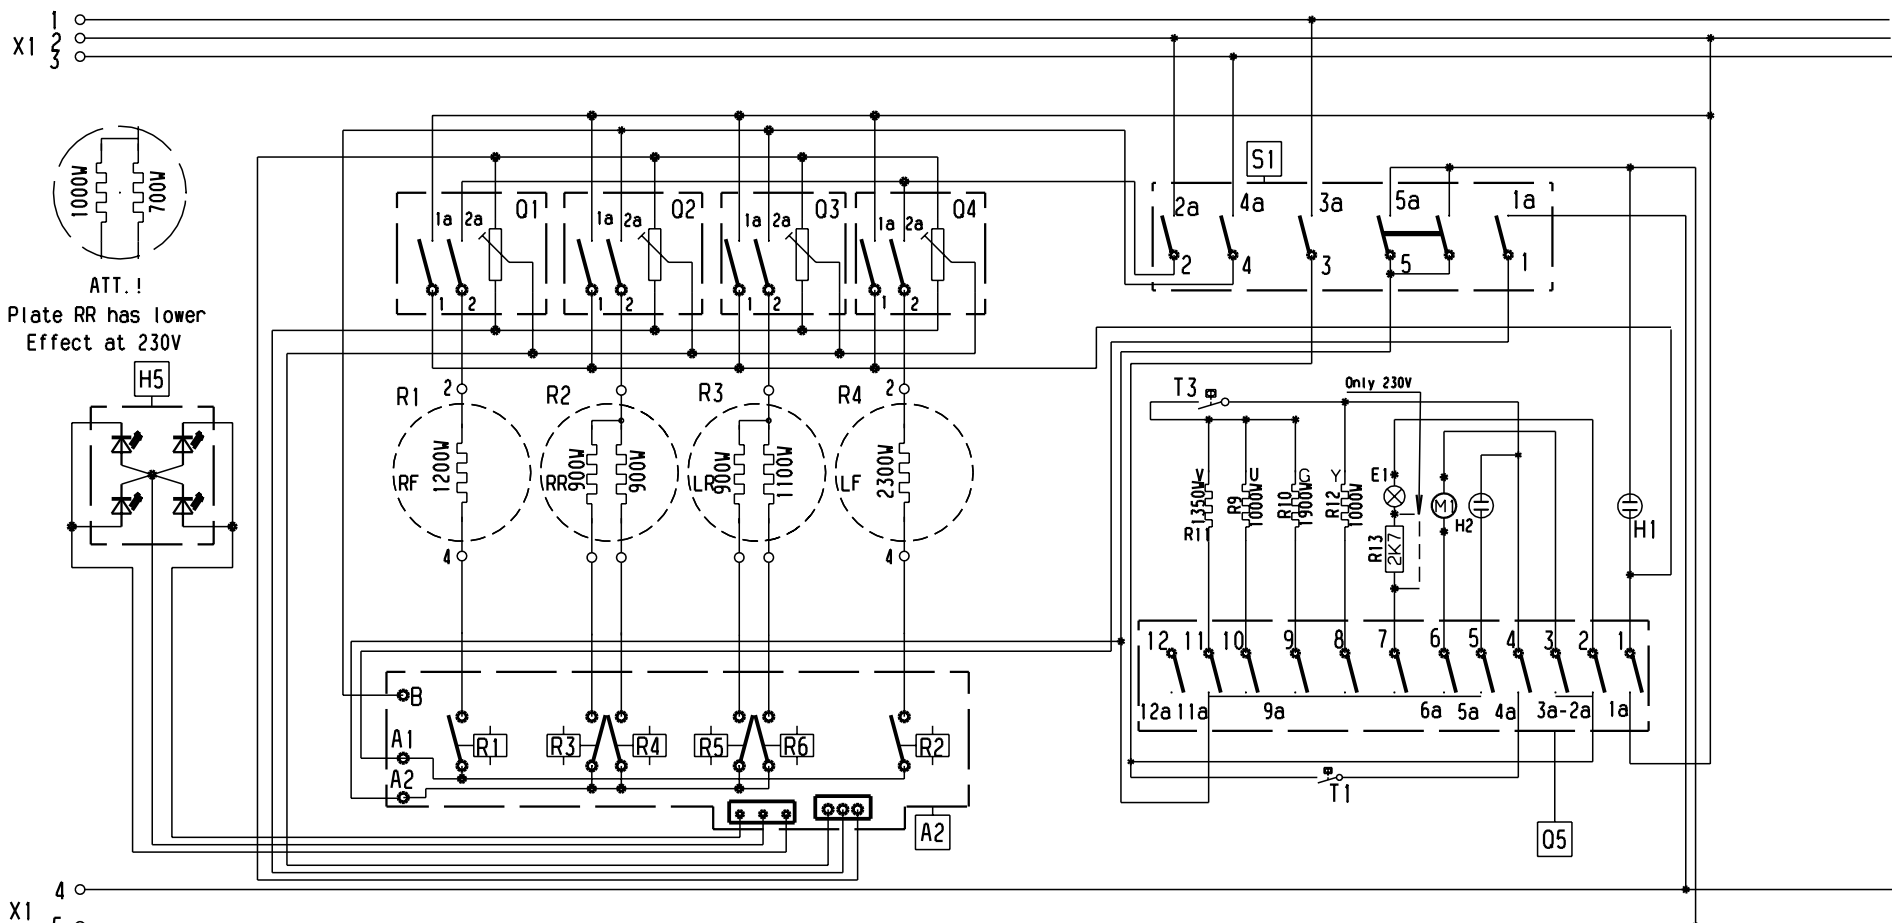 X1
1
2
3
1000W
700W
ATT.!
Plate RR has lower
Effect at 230V
H5
1a 2a Q1
1a 2a Q2
1a 2a Q3
1a 2a Q4
1 2
1 2
1 2
1 2
S1
2a 4a 3a 5a 1a
2 4 3 5 1
R1 2
R2
R3
R4 2
RF 1200W
RR 900W 900W
LR 900W 1100W
LF 2300W
4
4
T3
Only 230V
V U G Y E1
1350W R11
R9 1000W
R10 1900W
R12 1000W
R13 2K7
M1
H2
H1
12 11 10 9 8 7 6 5 4 3 2 1
12a 11a 9a 6a 5a 4a 3a-2a 1a
B
A1
A2
R1 R3 R4 R5 R6 R2
A2
T1
Q5
X1
4